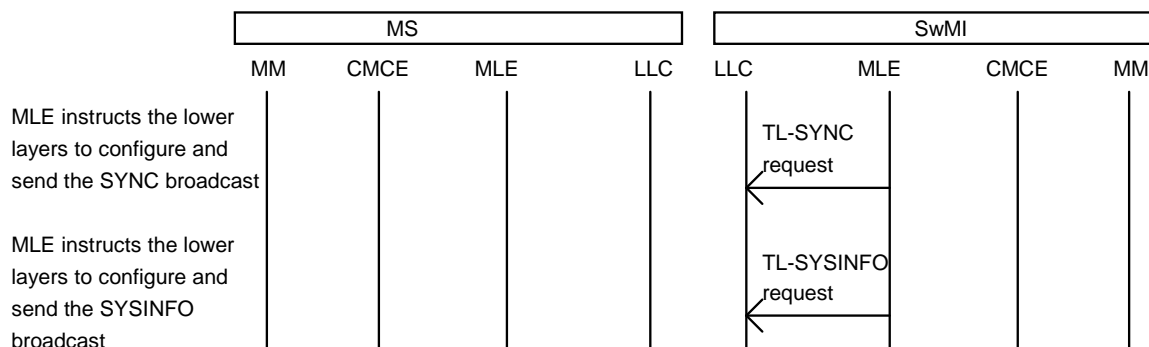 MS
SwMI
MM CMCE MLE LLC LLC MLE CMCE MM
MLE instructs the lower
layers to configure and
send the SYNC broadcast
TL-SYNC
request
MLE instructs the lower
layers to configure and
send the SYSINFO
broadcast
TL-SYSINFO
request